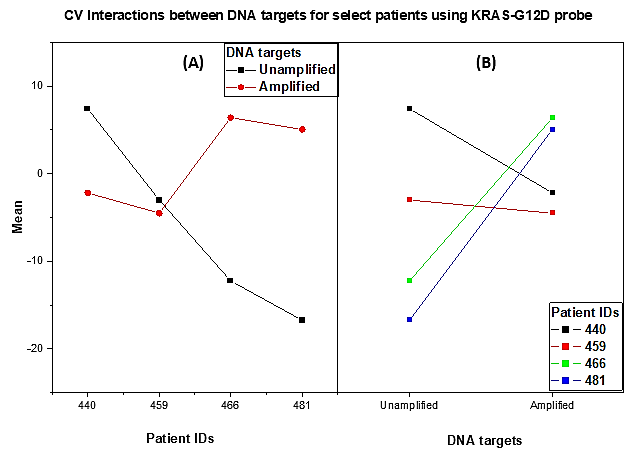 CV Interactions between DNA targets for select patients using KRAS-G12D probe
(A)
DNA targets
Unamplified
Amplified
(B)
10
0
-10
-20
Mean
440 459 466 481
Patient IDs
Unamplified Amplified
DNA targets
Patient IDs
440
459
466
481